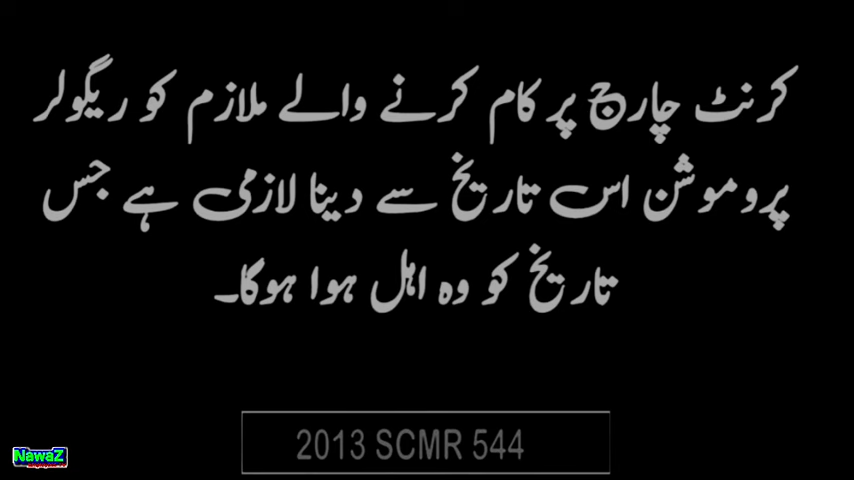 کرنٹ چارج پر کام کرنے والے ملازم کو ریگولر
پروموشن اس تاریخ سے دینا لازمی ہے جس
تاریخ کو وہ اہل ہوا ہوگا۔
2013 SCMR 544
NawaZ